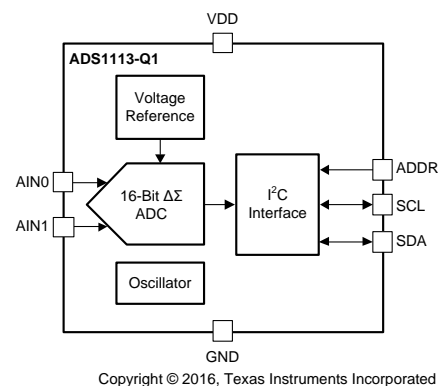 VDD
ADS1113-Q1
Voltage
Reference
AIN0
AIN1
16-Bit ΔΣ
ADC
I²C
Interface
ADDR
SCL
SDA
Oscillator
GND
Copyright © 2016, Texas Instruments Incorporated